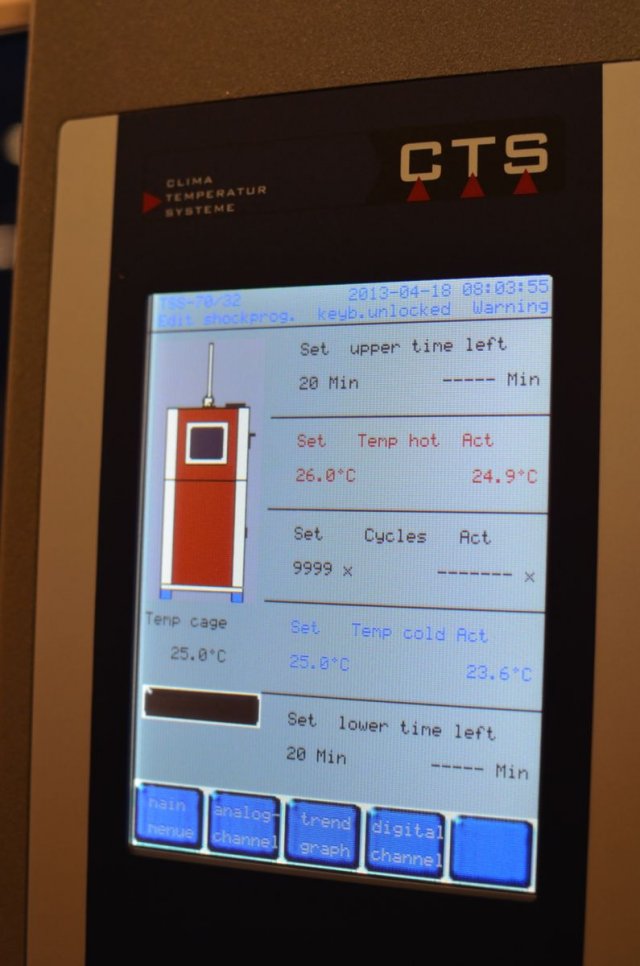 CLIMA
TEMPERATUR
SYSTEME
CTS
TSS-70/32 2013-04-18 08:03:55
Edit shockprog. keyb.unlocked Warning
Set upper time left
20 Min ----- Min
Set Temp hot Act
26.0°C 24.9°C
Set Cycles Act
9999 x ------- x
Temp cage
25.0°C
Set Temp cold Act
25.0°C 23.6°C
Set lower time left
20 Min ----- Min
main menue
analog-channel
trend graph
digital channel